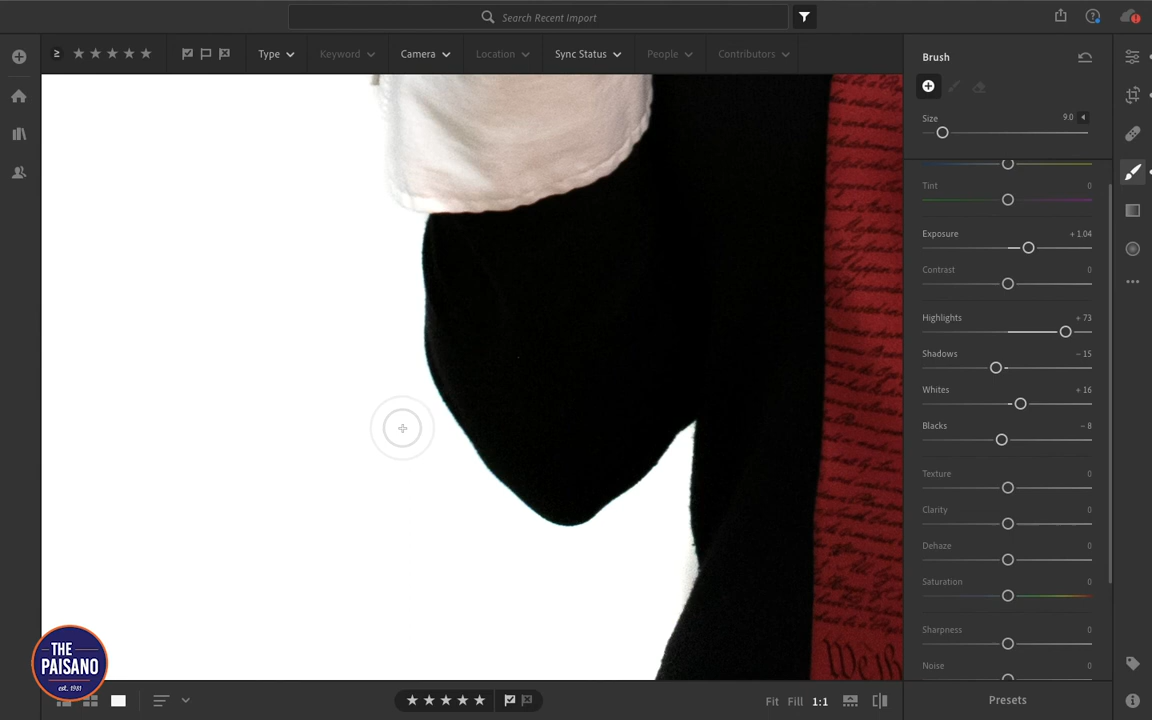 Search Recent Import
≥
Type
Keyword
Camera
Location
Sync Status
People
Contributors
Brush
Size 9.0
Tint 0
Exposure + 1.04
Contrast 0
Highlights + 73
Shadows − 15
Whites + 16
Blacks − 8
Texture 0
Clarity 0
Dehaze 0
Saturation 0
Sharpness 0
Noise
We th
THE
PAISANO
est. 1981
Fit Fill 1:1
Presets